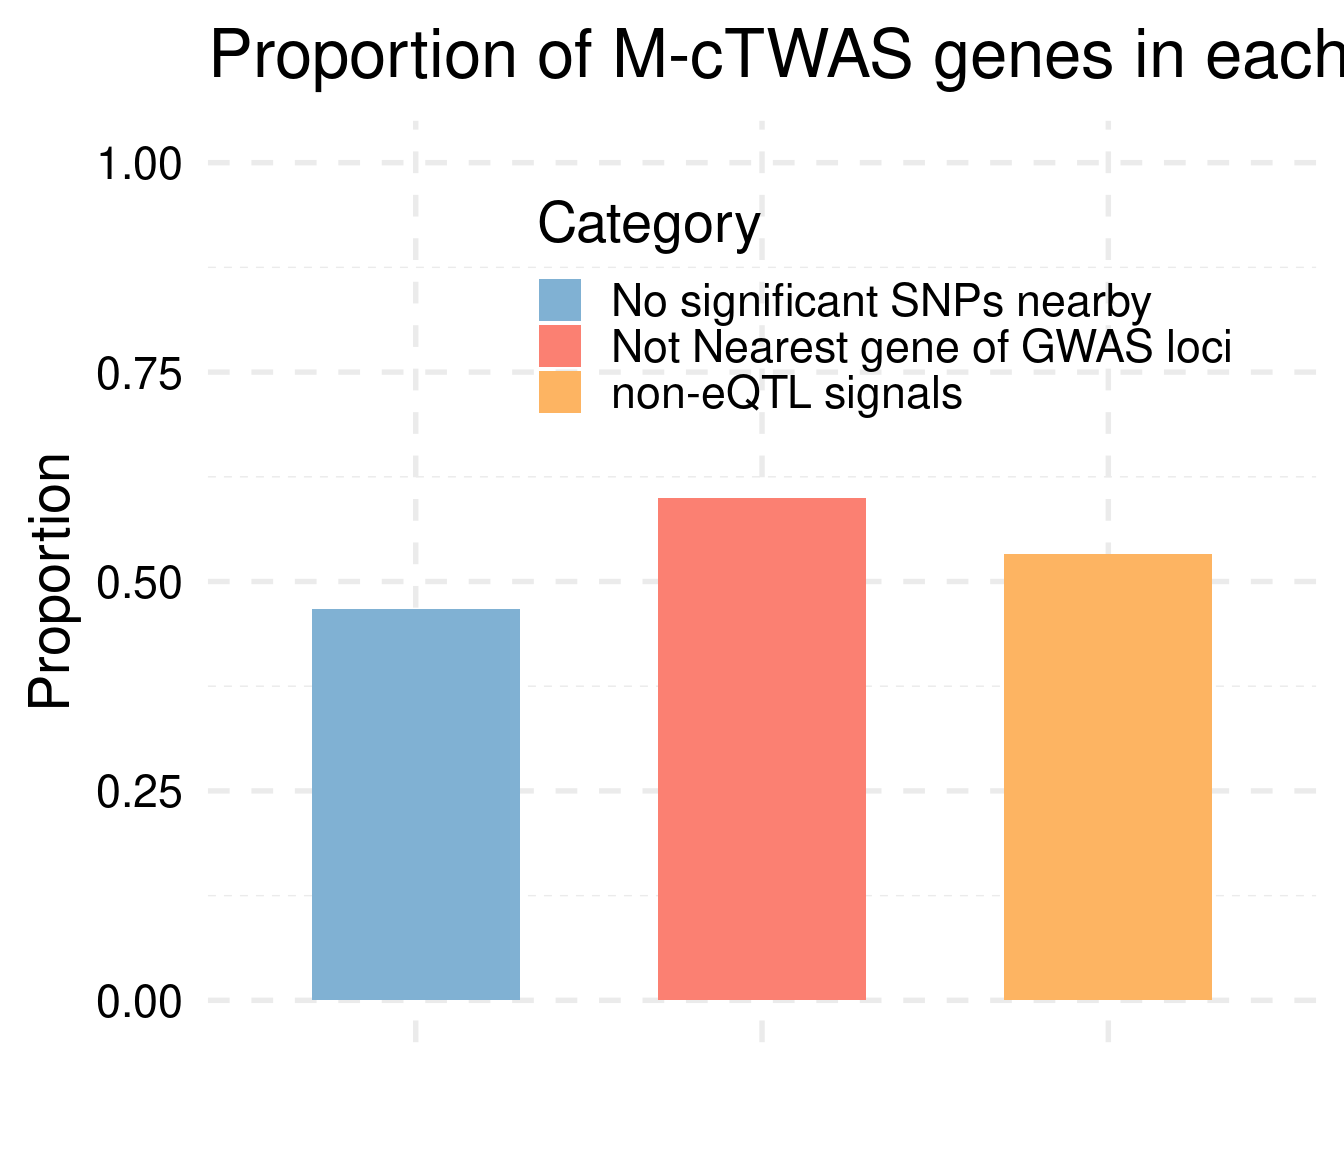 Proportion of M-cTWAS genes in each
1.00
Category
No significant SNPs nearby
Not Nearest gene of GWAS loci
0.75
non-eQTL signals
Proportion
0.50
0.25
0.00